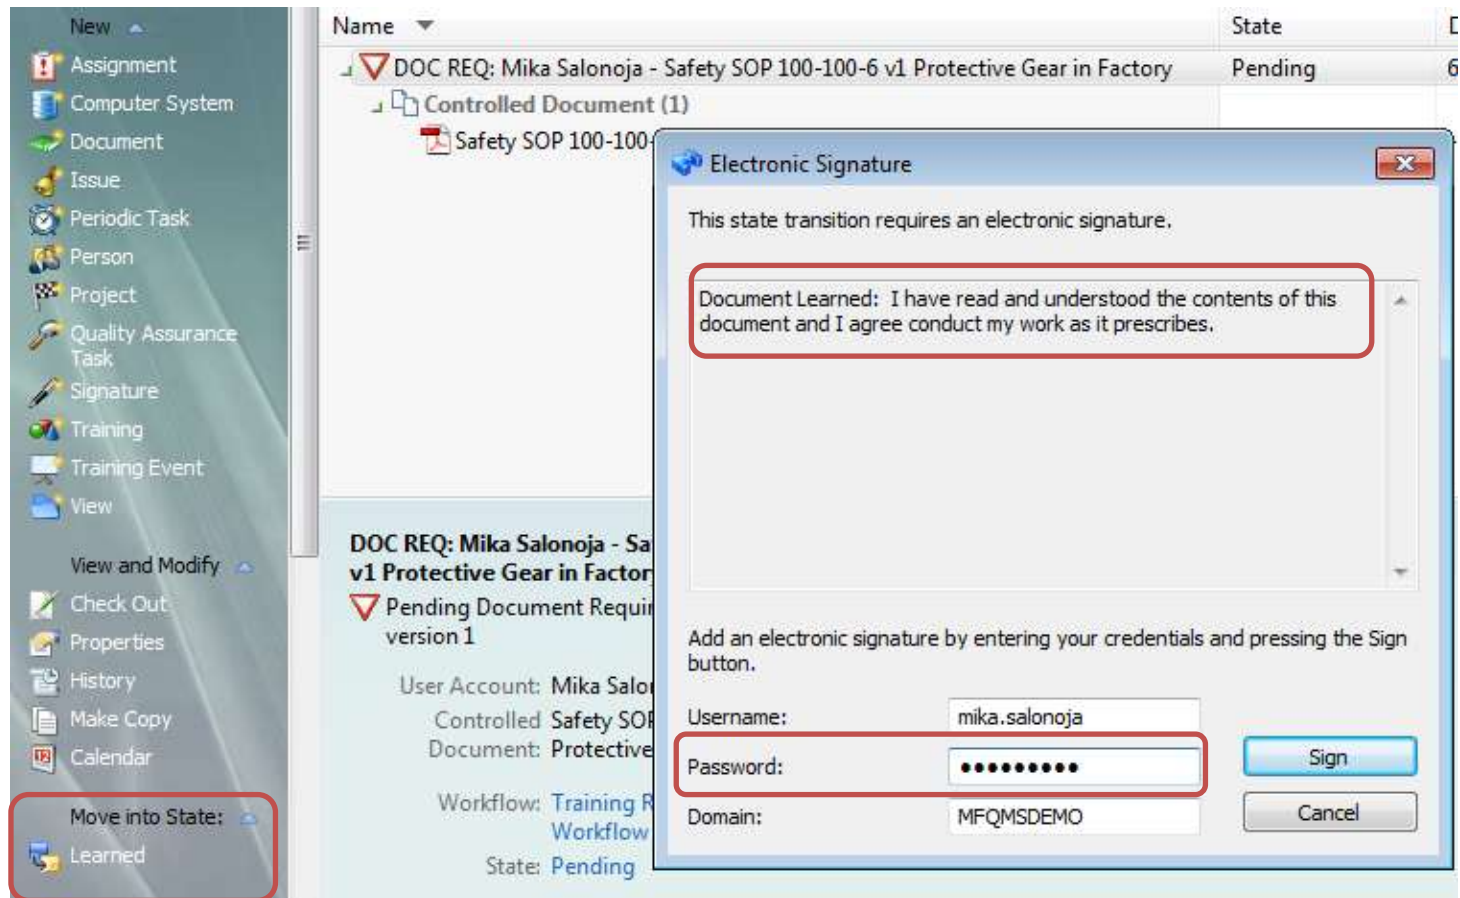 New
Assignment
Computer System
Document
Issue
Periodic Task
Person
Project
Quality Assurance
Task
Signature
Training
Training Event
View
View and Modify
Check Out
Properties
History
Make Copy
Calendar
Move into State:
Learned
Name State
DOC REQ: Mika Salonoja - Safety SOP 100-100-6 v1 Protective Gear in Factory Pending 6
Controlled Document (1)
Safety SOP 100-100-
DOC REQ: Mika Salonoja - Sa
v1 Protective Gear in Factor
Pending Document Requir
version 1
User Account: Mika Salo
Controlled Safety SOP
Document: Protective
Workflow: Training R
Workflow
State: Pending
Electronic Signature
This state transition requires an electronic signature.
Document Learned: I have read and understood the contents of this
document and I agree conduct my work as it prescribes.
Add an electronic signature by entering your credentials and pressing the Sign
button.
Username: mika.salonoja
Password: ●●●●●●●●●
Domain: MFQMSDEMO
Sign
Cancel